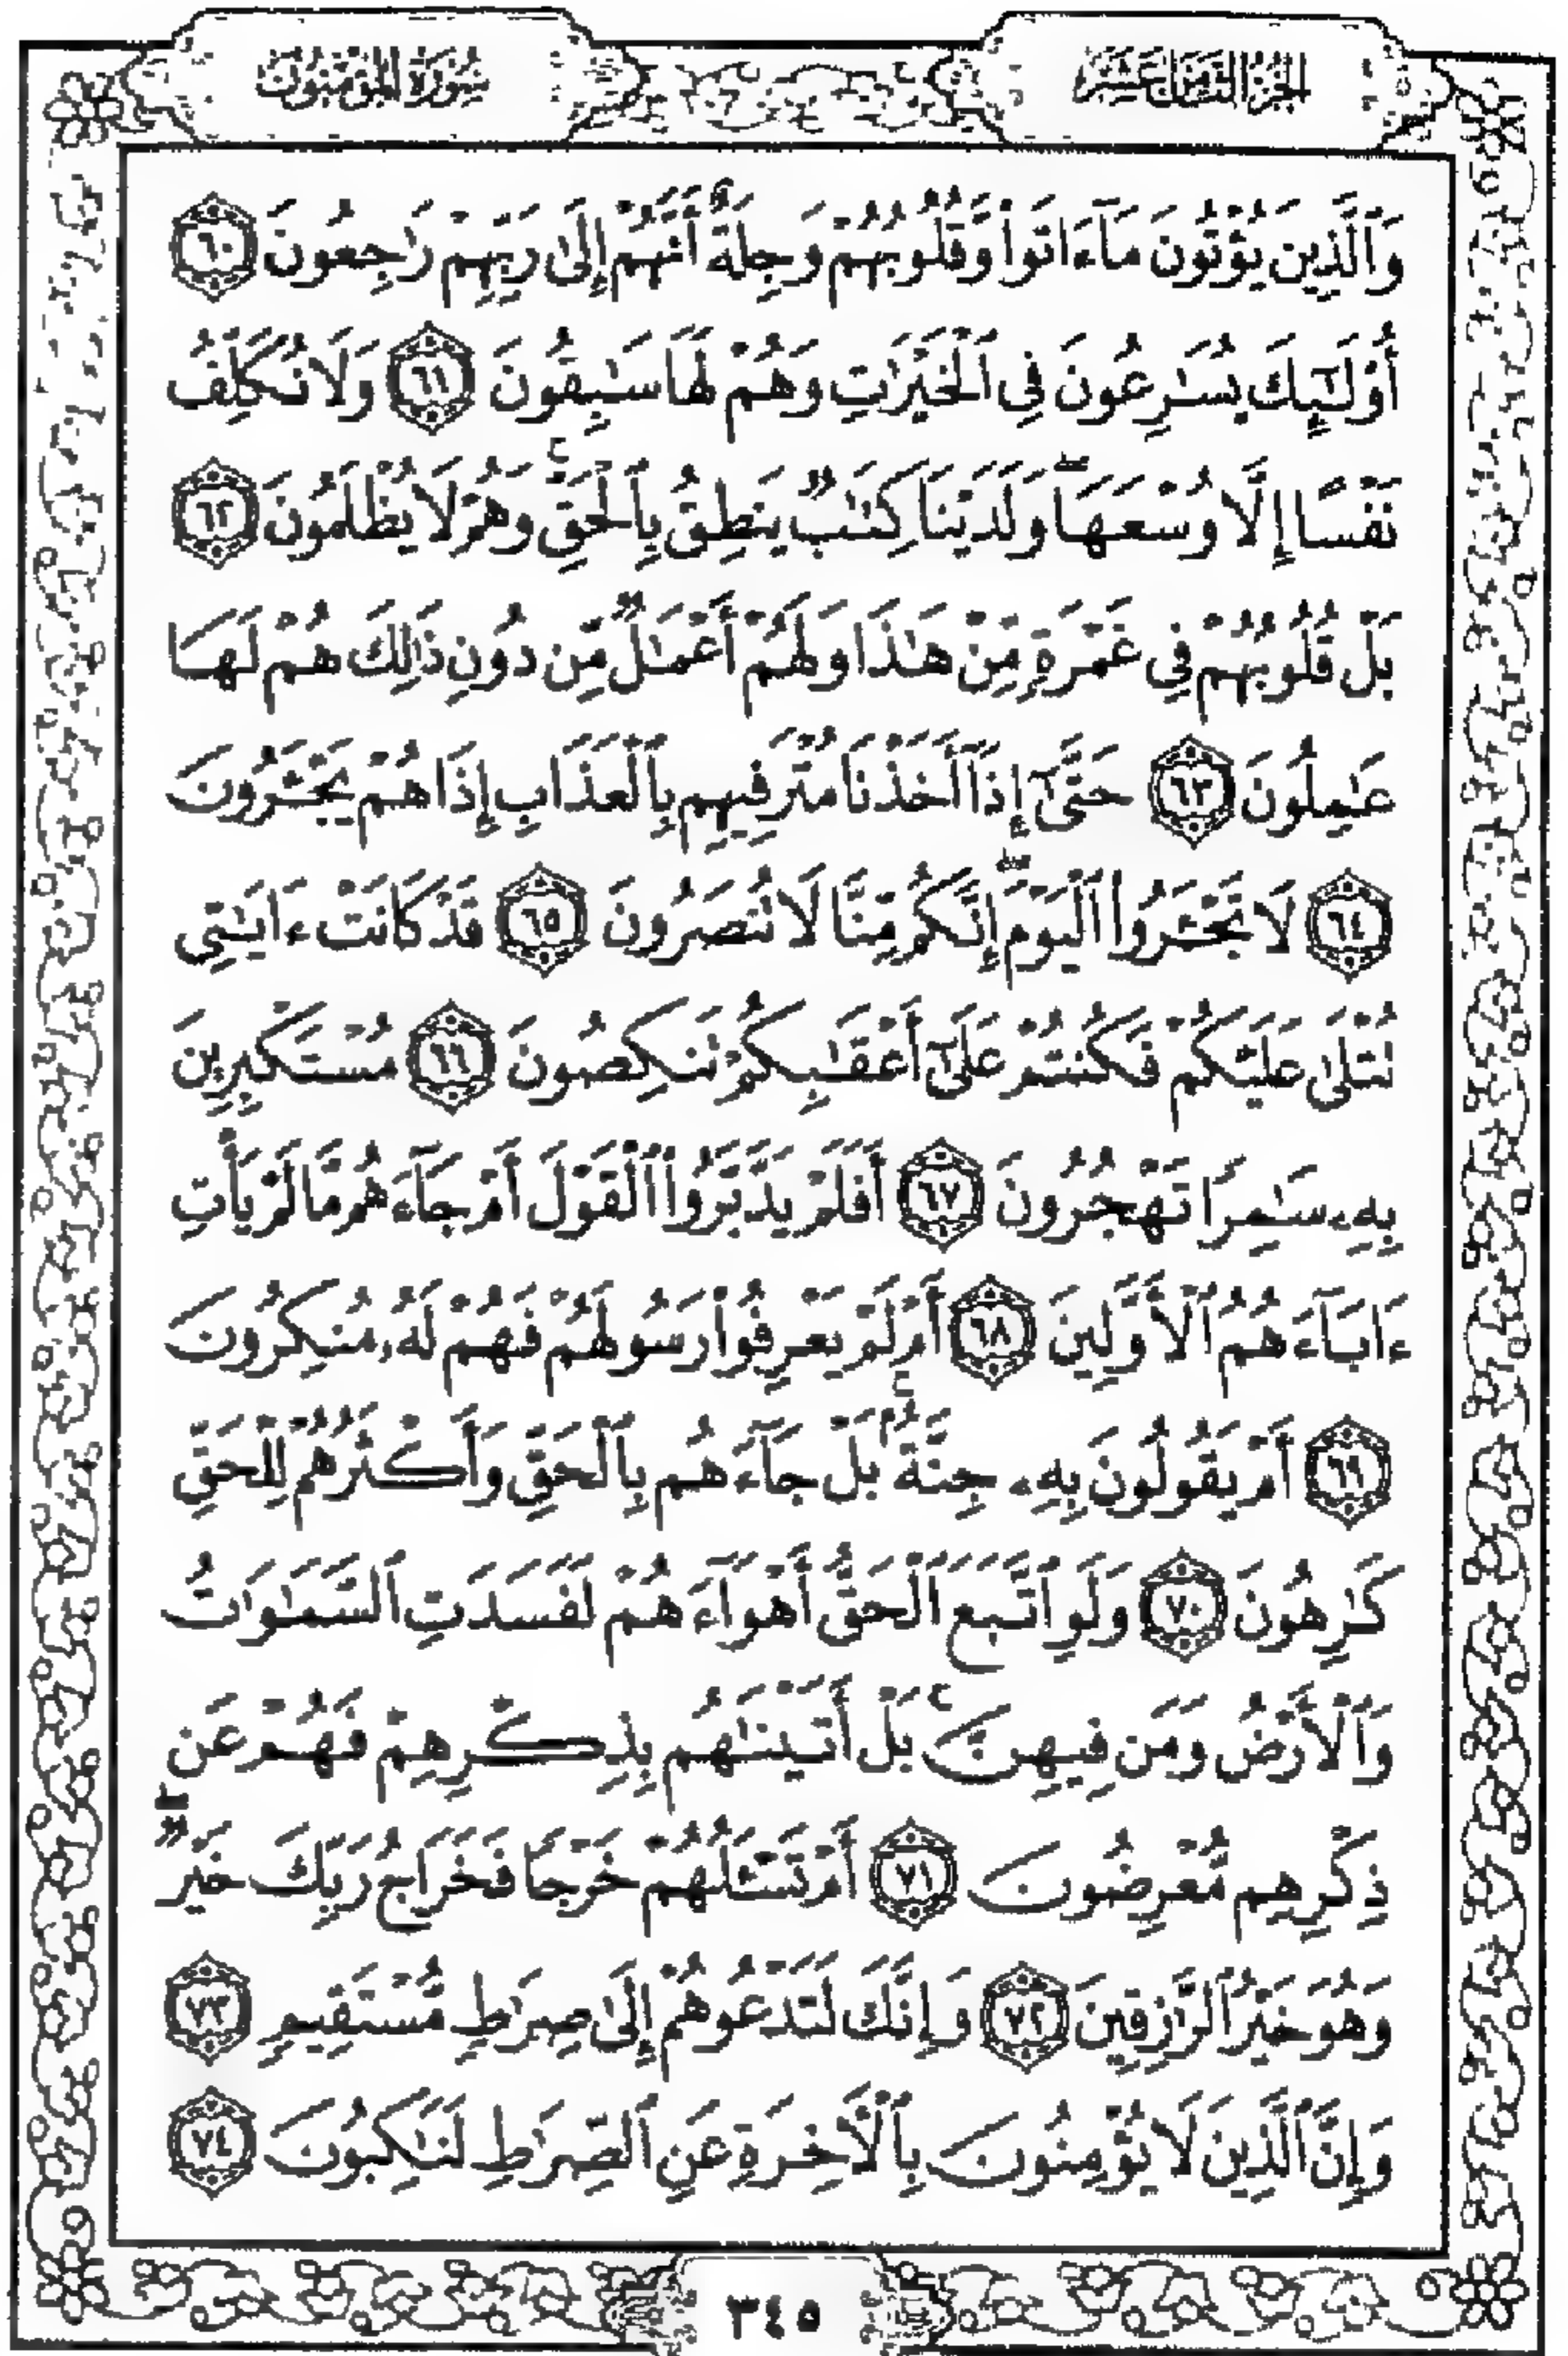 الجزء الثامن عشر
سورة المؤمنون
وَٱلَّذِينَ يُؤْتُونَ مَآ ءَاتَوا۟ وَّقُلُوبُهُمْ وَجِلَةٌ أَنَّهُمْ إِلَىٰ رَبِّهِمْ رَٰجِعُونَ ٦٠
أُو۟لَـٰٓئِكَ يُسَـٰرِعُونَ فِى ٱلْخَيْرَٰتِ وَهُمْ لَهَا سَـٰبِقُونَ ٦١ وَلَا نُكَلِّفُ
نَفْسًا إِلَّا وُسْعَهَا ۖ وَلَدَيْنَا كِتَـٰبٌ يَنطِقُ بِٱلْحَقِّ ۚ وَهُمْ لَا يُظْلَمُونَ ٦٢
بَلْ قُلُوبُهُمْ فِى غَمْرَةٍ مِّنْ هَـٰذَا وَلَهُمْ أَعْمَـٰلٌ مِّن دُونِ ذَٰلِكَ هُمْ لَهَا
عَـٰمِلُونَ ٦٣ حَتَّىٰٓ إِذَآ أَخَذْنَا مُتْرَفِيهِم بِٱلْعَذَابِ إِذَا هُمْ يَجْـَٔرُونَ
٦٤ لَا تَجْـَٔرُوا۟ ٱلْيَوْمَ ۖ إِنَّكُم مِّنَّا لَا تُنصَرُونَ ٦٥ قَدْ كَانَتْ ءَايَـٰتِى
تُتْلَىٰ عَلَيْكُمْ فَكُنتُمْ عَلَىٰٓ أَعْقَـٰبِكُمْ تَنكِصُونَ ٦٦ مُسْتَكْبِرِينَ
بِهِۦ سَـٰمِرًا تَهْجُرُونَ ٦٧ أَفَلَمْ يَدَّبَّرُوا۟ ٱلْقَوْلَ أَمْ جَآءَهُم مَّا لَمْ يَأْتِ
ءَابَآءَهُمُ ٱلْأَوَّلِينَ ٦٨ أَمْ لَمْ يَعْرِفُوا۟ رَسُولَهُمْ فَهُمْ لَهُۥ مُنكِرُونَ
٦٩ أَمْ يَقُولُونَ بِهِۦ جِنَّةٌۢ ۚ بَلْ جَآءَهُم بِٱلْحَقِّ وَأَكْثَرُهُمْ لِلْحَقِّ
كَـٰرِهُونَ ٧٠ وَلَوِ ٱتَّبَعَ ٱلْحَقُّ أَهْوَآءَهُمْ لَفَسَدَتِ ٱلسَّمَـٰوَٰتُ
وَٱلْأَرْضُ وَمَن فِيهِنَّ ۚ بَلْ أَتَيْنَـٰهُم بِذِكْرِهِمْ فَهُمْ عَن
ذِكْرِهِم مُّعْرِضُونَ ٧١ أَمْ تَسْـَٔلُهُمْ خَرْجًا فَخَرَاجُ رَبِّكَ خَيْرٌ ۖ
وَهُوَ خَيْرُ ٱلرَّٰزِقِينَ ٧٢ وَإِنَّكَ لَتَدْعُوهُمْ إِلَىٰ صِرَٰطٍ مُّسْتَقِيمٍ ٧٣
وَإِنَّ ٱلَّذِينَ لَا يُؤْمِنُونَ بِٱلْـَٔاخِرَةِ عَنِ ٱلصِّرَٰطِ لَنَـٰكِبُونَ ٧٤
٣٤٥